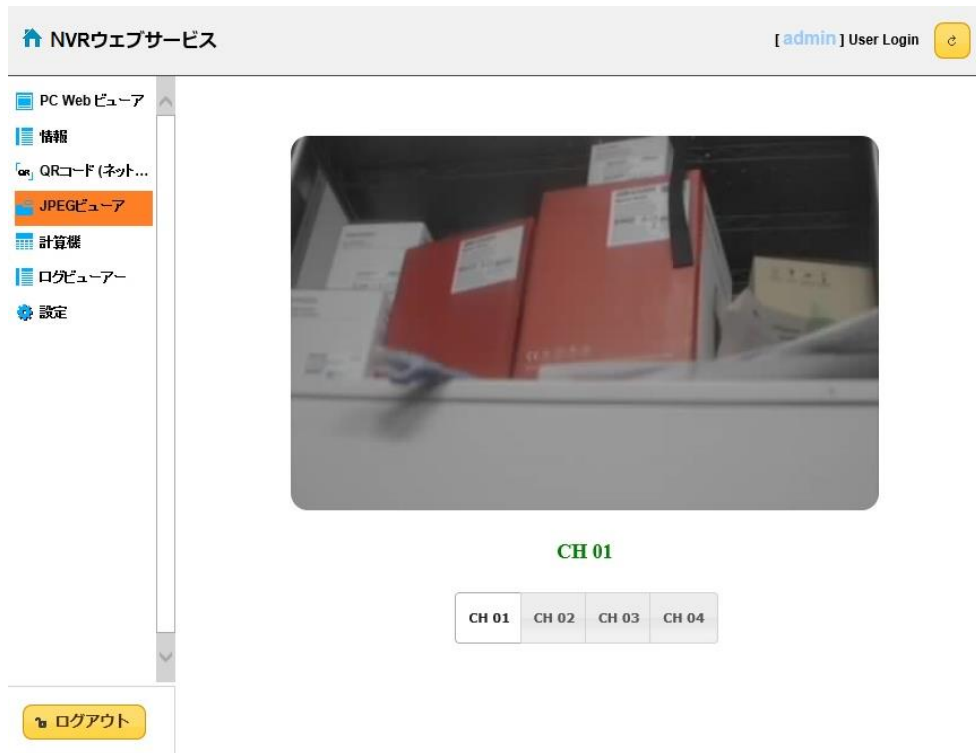 NVRウェブサービス
[ admin ] User Login
PC Web ビューア
情報
QR QRコード (ネット...
JPEGビューア
計算機
ログビューアー
設定
CH 01
CH 01 CH 02 CH 03 CH 04
ログアウト